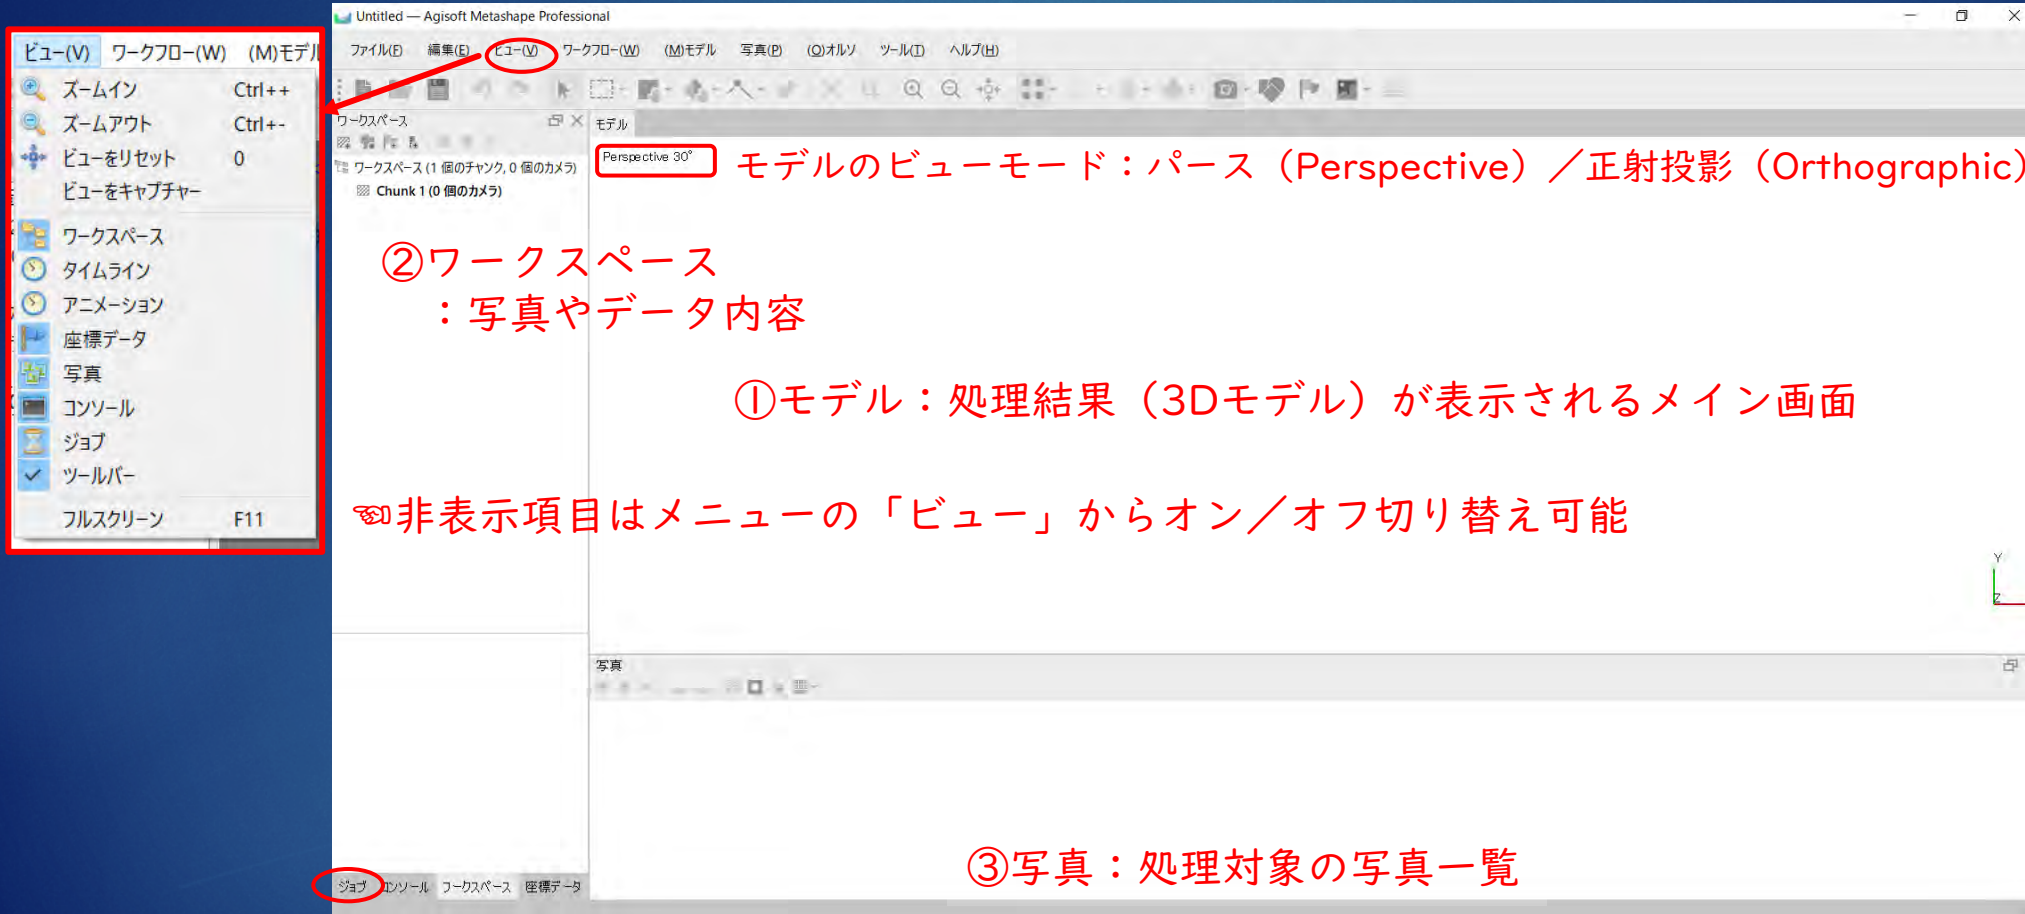 Untitled — Agisoft Metashape Professional
ファイル(F) 編集(E) ビュー(V) ワークフロー(W) (M)モデル 写真(P) (O)オルソ ツール(T) ヘルプ(H)
ビュー(V) ワークフロー(W) (M)モデル
ズームイン Ctrl++
ズームアウト Ctrl+-
ビューをリセット 0
ビューをキャプチャー
ワークスペース
タイムライン
アニメーション
座標データ
写真
コンソール
ジョブ
ツールバー
フルスクリーン F11
ワークスペース
ワークスペース (1 個のチャンク, 0 個のカメラ)
Chunk 1 (0 個のカメラ)
モデル
Perspective 30°
モデルのビューモード：パース（Perspective）／正射投影（Orthographic）
②ワークスペース
：写真やデータ内容
①モデル：処理結果（3Dモデル）が表示されるメイン画面
☜非表示項目はメニューの「ビュー」からオン／オフ切り替え可能
Y
Z
写真
③写真：処理対象の写真一覧
ジョブ コンソール ワークスペース 座標データ